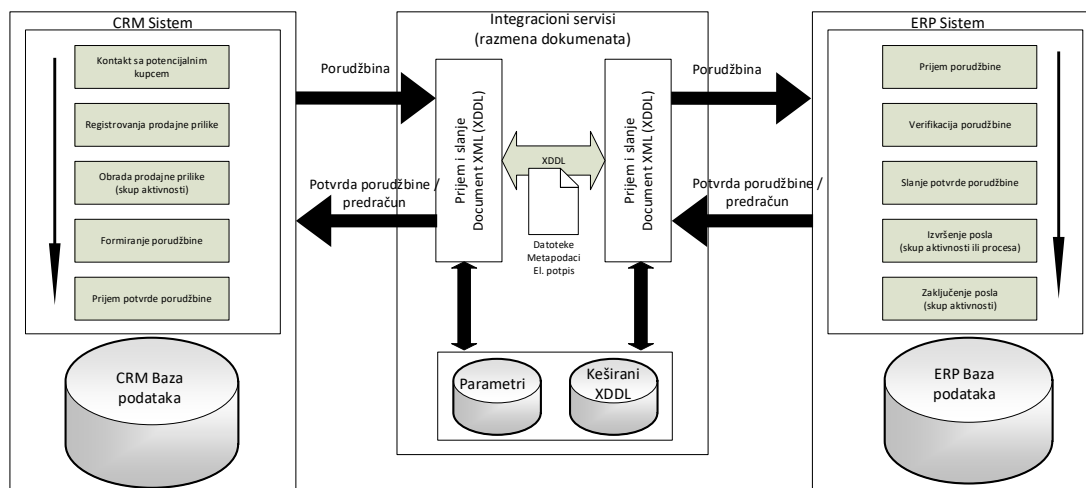 CRM Sistem
Kontakt sa potencijalnim
kupcem
Registrovanja prodajne prilike
Obrada prodajne prilike
(skup aktivnosti)
Formiranje porudžbine
Prijem potvrde porudžbine
CRM Baza
podataka
Porudžbina
Potvrda porudžbine /
predračun
Integracioni servisi
(razmena dokumenata)
Prijem i slanje
Document XML (XDDL)
XDDL
Datoteke
Metapodaci
El. potpis
Prijem i slanje
Document XML (XDDL)
Parametri
Keširani
XDDL
Porudžbina
Potvrda porudžbine /
predračun
ERP Sistem
Prijem porudbine
Verifikacija porudžbine
Slanje potvrde porudžbine
Izvršenje posla
(skup aktivnosti ili procesa)
Zaključenje posla
(skup aktivnosti)
ERP Baza
podataka